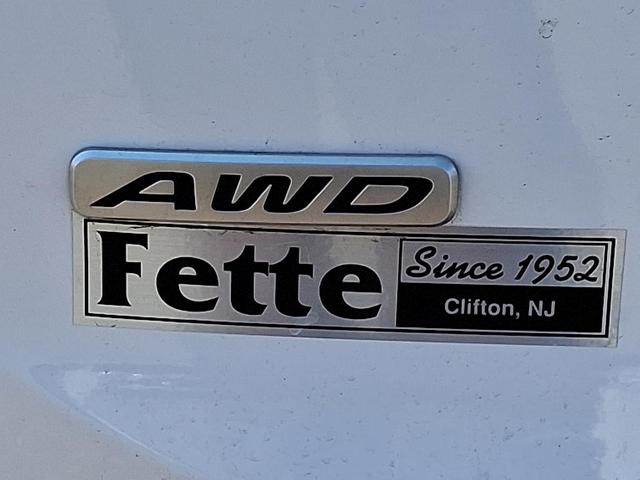 AWD
Fette
Since 1952
Clifton, NJ